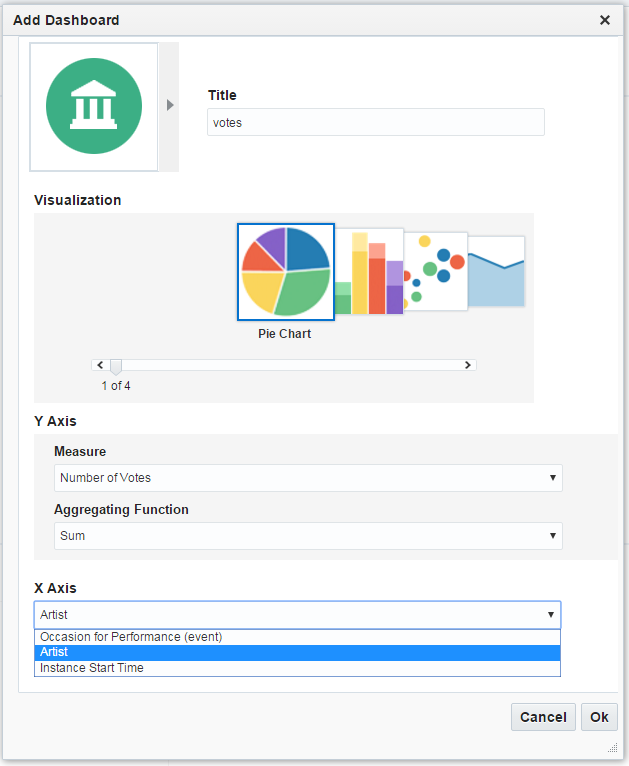 Add Dashboard
Title
votes
Visualization
Pie Chart
1 of 4
Y Axis
Measure
Number of Votes
Aggregating Function
Sum
X Axis
Artist
Occasion for Performance (event)
Artist
Instance Start Time
Cancel Ok